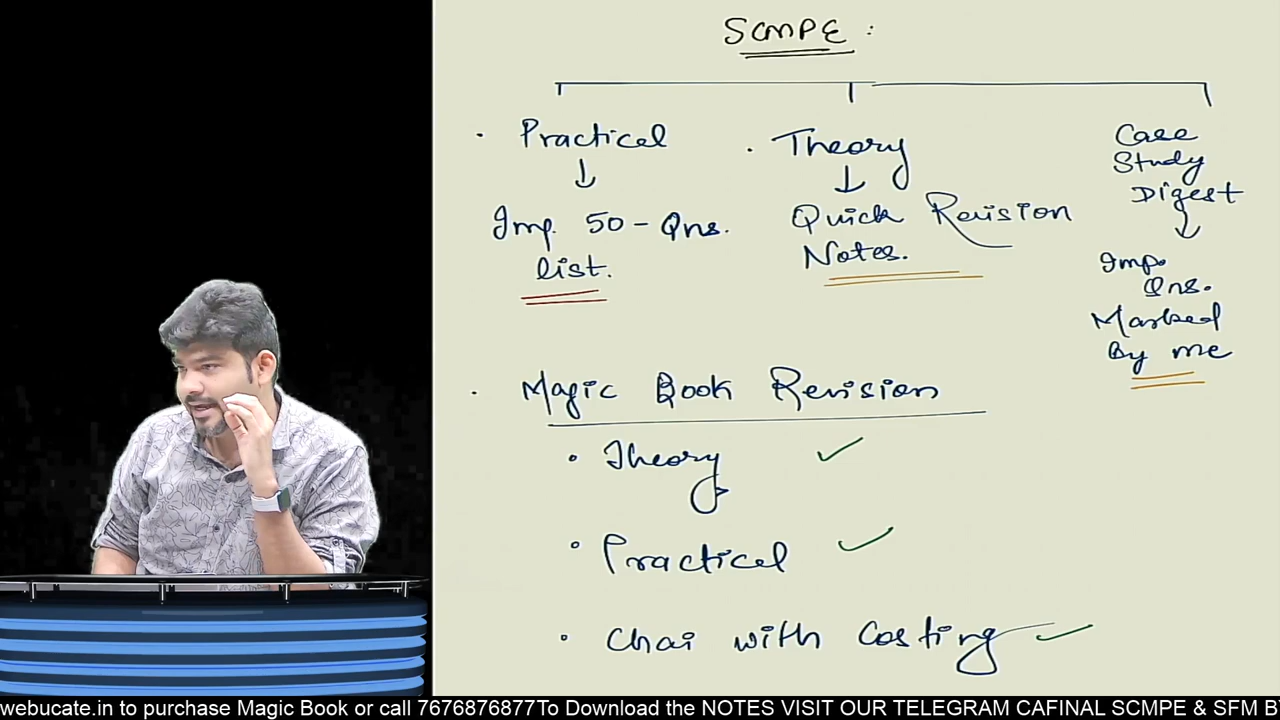 SCMPE :
· Practical
Imp. 50 - Qns.
list.
· Theory
Quick Revision
Notes.
Case
Study
Digest
Imp.
Qns.
Marked
By me
· Magic Book Revision
· Theory ✓
· Practical ✓
· Chai with Costing ✓
webucate.in to purchase Magic Book or call 7676876877To Download the NOTES VISIT OUR TELEGRAM CAFINAL SCMPE & SFM B